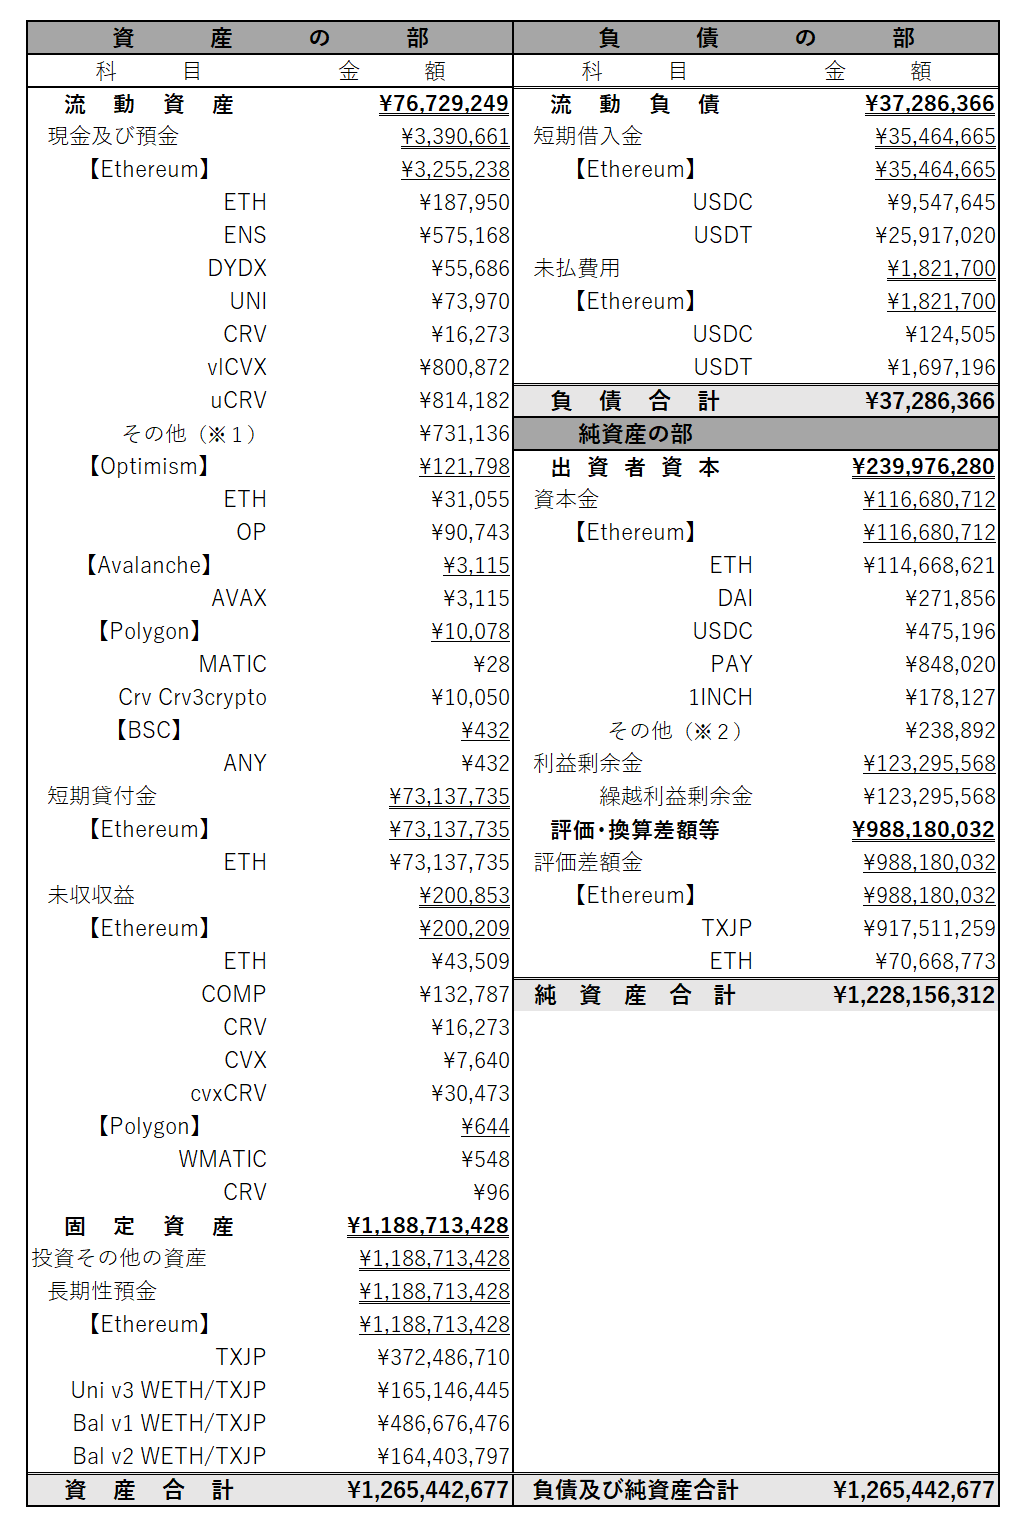 資産の部
科目 金額
流動資産 ¥76,729,249
現金及び預金 ¥3,390,661
【Ethereum】 ¥3,255,238
ETH ¥187,950
ENS ¥575,168
DYDX ¥55,686
UNI ¥73,970
CRV ¥16,273
vlCVX ¥800,872
uCRV ¥814,182
その他（※１） ¥731,136
【Optimism】 ¥121,798
ETH ¥31,055
OP ¥90,743
【Avalanche】 ¥3,115
AVAX ¥3,115
【Polygon】 ¥10,078
MATIC ¥28
Crv Crv3crypto ¥10,050
【BSC】 ¥432
ANY ¥432
短期貸付金 ¥73,137,735
【Ethereum】 ¥73,137,735
ETH ¥73,137,735
未収収益 ¥200,853
【Ethereum】 ¥200,209
ETH ¥43,509
COMP ¥132,787
CRV ¥16,273
CVX ¥7,640
cvxCRV ¥30,473
【Polygon】 ¥644
WMATIC ¥548
CRV ¥96
固定資産 ¥1,188,713,428
投資その他の資産 ¥1,188,713,428
長期性預金 ¥1,188,713,428
【Ethereum】 ¥1,188,713,428
TXJP ¥372,486,710
Uni v3 WETH/TXJP ¥165,146,445
Bal v1 WETH/TXJP ¥486,676,476
Bal v2 WETH/TXJP ¥164,403,797
資産合計 ¥1,265,442,677
負債の部
科目 金額
流動負債 ¥37,286,366
短期借入金 ¥35,464,665
【Ethereum】 ¥35,464,665
USDC ¥9,547,645
USDT ¥25,917,020
未払費用 ¥1,821,700
【Ethereum】 ¥1,821,700
USDC ¥124,505
USDT ¥1,697,196
負債合計 ¥37,286,366
純資産の部
出資者資本 ¥239,976,280
資本金 ¥116,680,712
【Ethereum】 ¥116,680,712
ETH ¥114,668,621
DAI ¥271,856
USDC ¥475,196
PAY ¥848,020
1INCH ¥178,127
その他（※２） ¥238,892
利益剰余金 ¥123,295,568
繰越利益剰余金 ¥123,295,568
評価･換算差額等 ¥988,180,032
評価差額金 ¥988,180,032
【Ethereum】 ¥988,180,032
TXJP ¥917,511,259
ETH ¥70,668,773
純資産合計 ¥1,228,156,312
負債及び純資産合計 ¥1,265,442,677